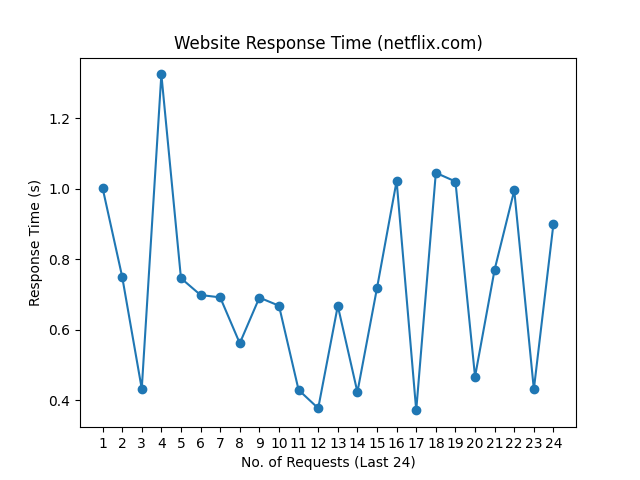 Website Response Time (netflix.com)
Response Time (s)
1.2
1.0
0.8
0.6
0.4
1 2 3 4 5 6 7 8 9 10 11 12 13 14 15 16 17 18 19 20 21 22 23 24
No. of Requests (Last 24)